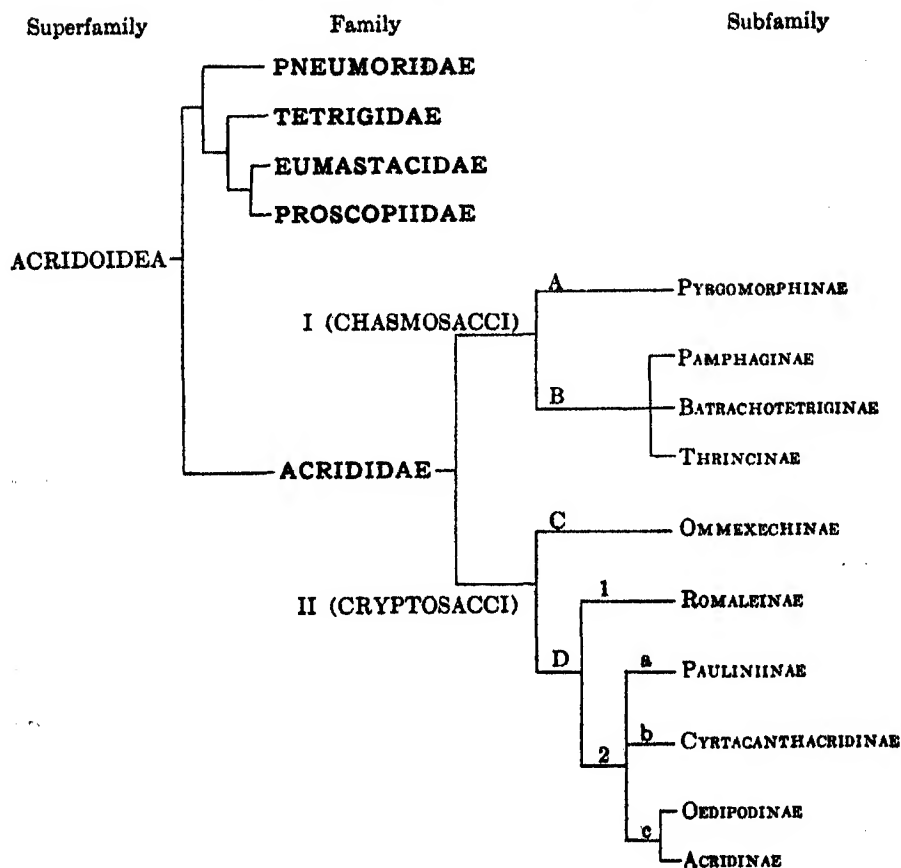 Superfamily Family Subfamily
PNEUMORIDAE
TETRIGIDAE
EUMASTACIDAE
PROSCOPIIDAE
ACRIDOIDEA
A PYRGOMORPHINAE
I (CHASMOSACCI)
PAMPHAGINAE
B BATRACHOTETRIGINAE
THRINCINAE
ACRIDIDAE
C OMMEXECHINAE
1 ROMALEINAE
II (CRYPTOSACCI)
D a PAULINIINAE
b CYRTACANTHACRIDINAE
2
OEDIPODINAE
c
ACRIDINAE